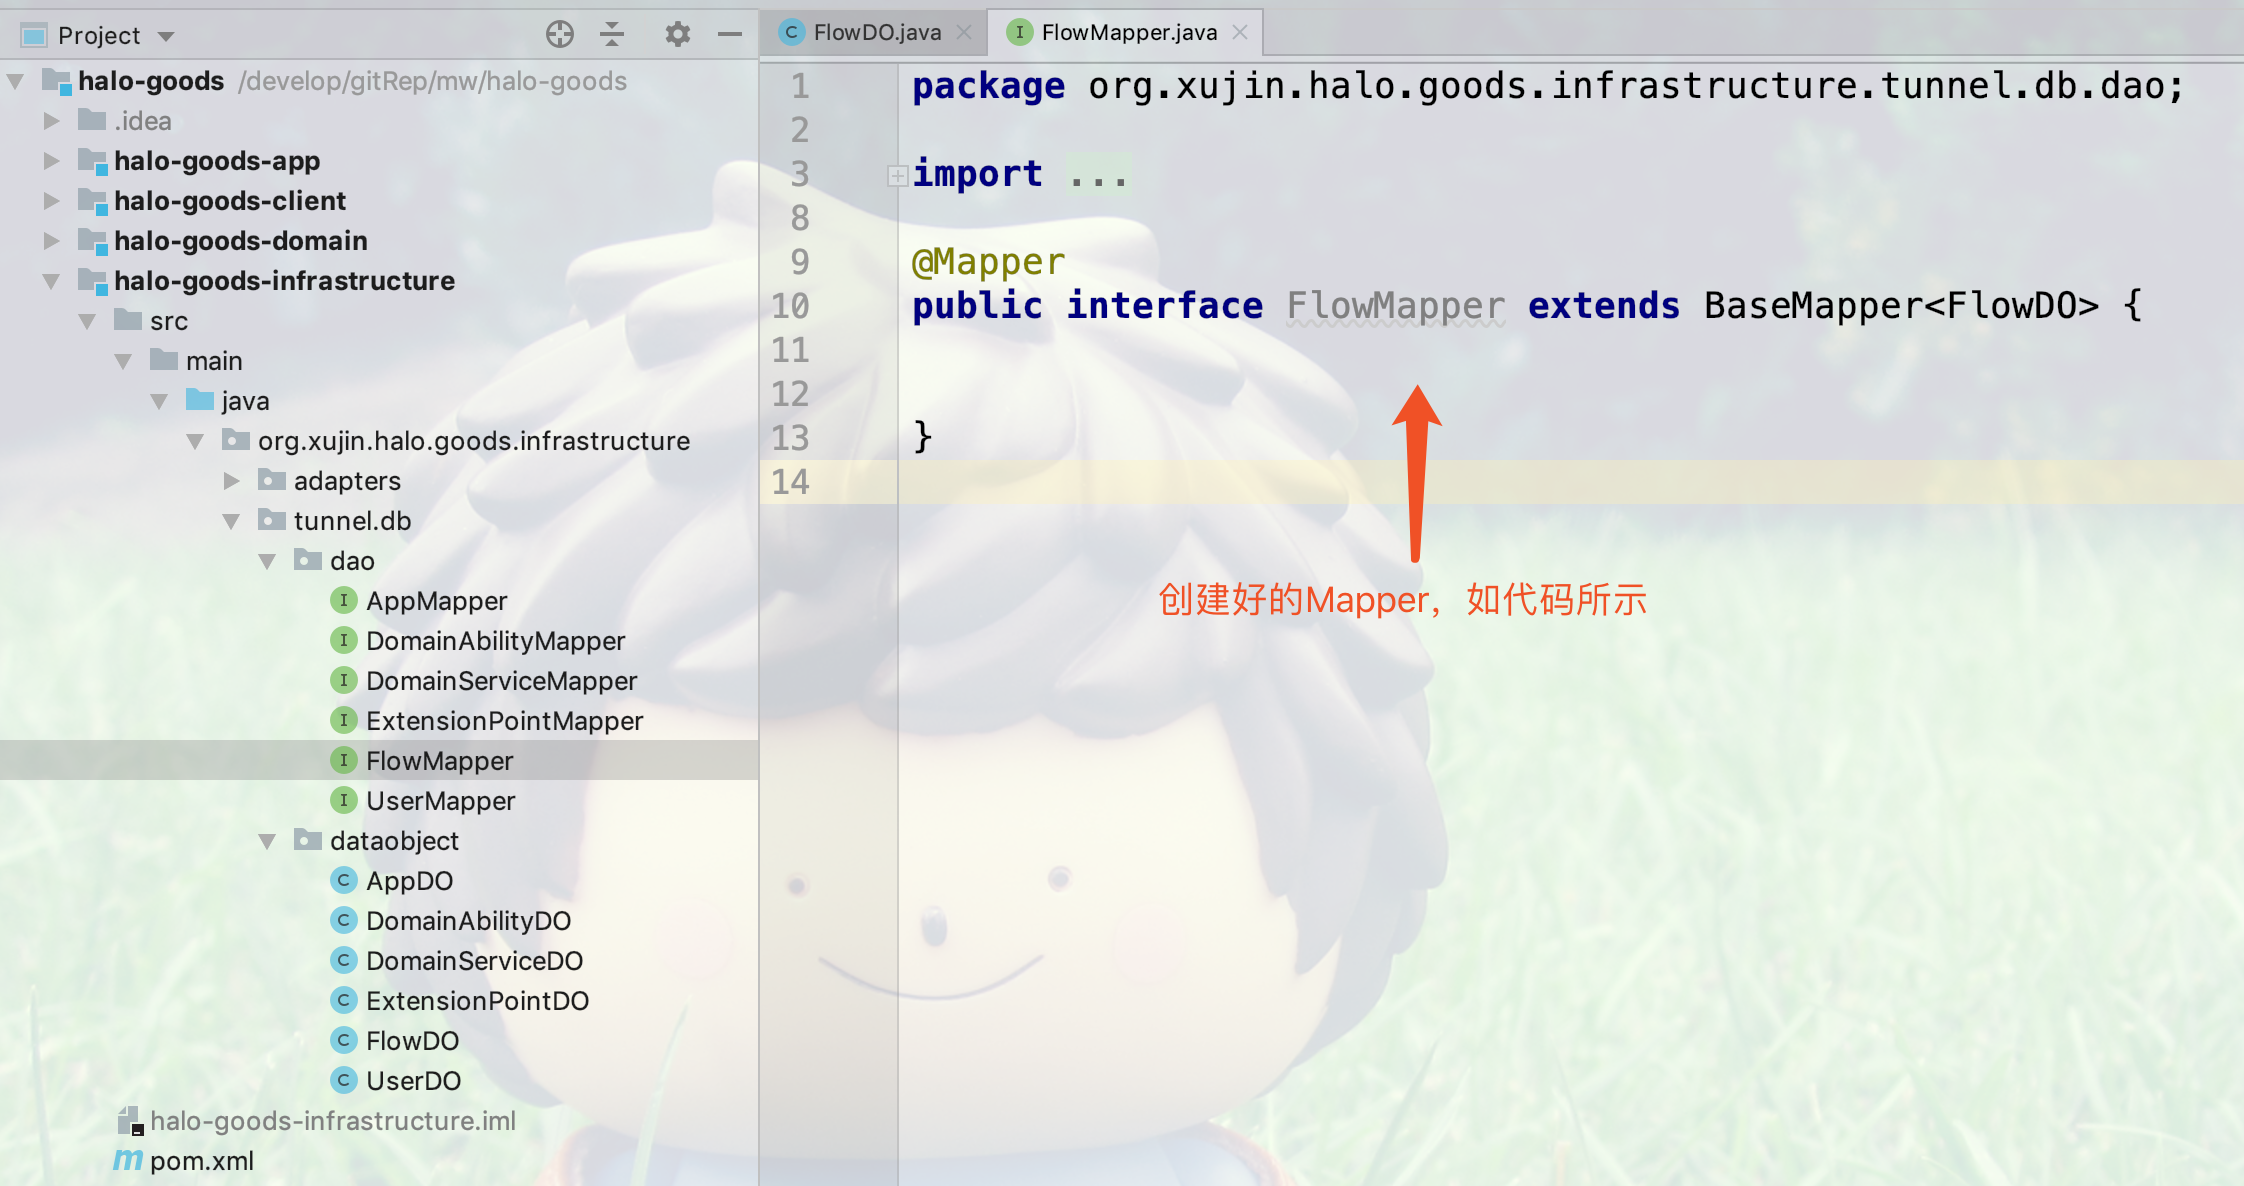 Project
halo-goods /develop/gitRep/mw/halo-goods
.idea
halo-goods-app
halo-goods-client
halo-goods-domain
halo-goods-infrastructure
src
main
java
org.xujin.halo.goods.infrastructure
adapters
tunnel.db
dao
I AppMapper
I DomainAbilityMapper
I DomainServiceMapper
I ExtensionPointMapper
I FlowMapper
I UserMapper
dataobject
C AppDO
C DomainAbilityDO
C DomainServiceDO
C ExtensionPointDO
C FlowDO
C UserDO
halo-goods-infrastructure.iml
m pom.xml
C FlowDO.java
I FlowMapper.java
1 package org.xujin.halo.goods.infrastructure.tunnel.db.dao;
2
3 import ...
8
9 @Mapper
10 public interface FlowMapper extends BaseMapper<FlowDO> {
11
12
13 }
14
创建好的Mapper，如代码所示